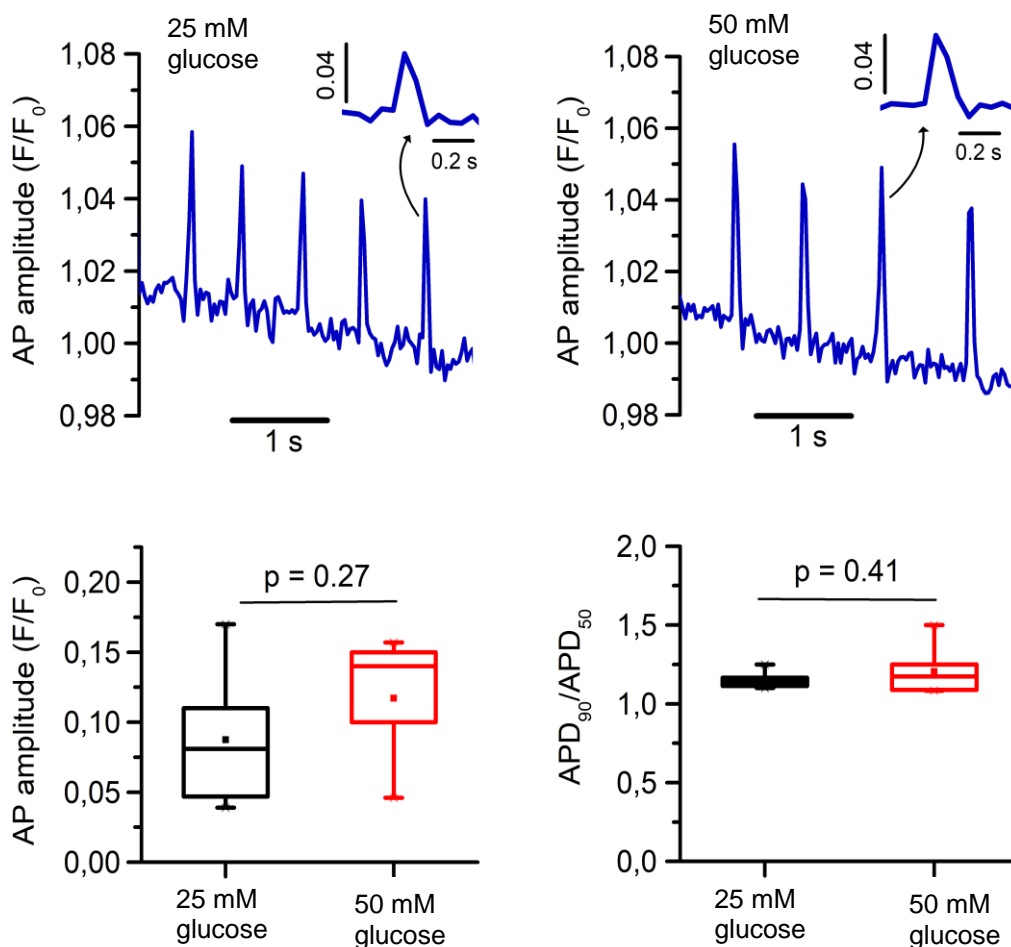 25 mM
glucose
0.04
0.2 s
AP amplitude (F/F0)
1,08
1,06
1,04
1,02
1,00
0,98
1 s
50 mM
glucose
0.04
0.2 s
AP amplitude (F/F0)
1,08
1,06
1,04
1,02
1,00
0,98
1 s
AP amplitude (F/F0)
0,20
0,15
0,10
0,05
0,00
p = 0.27
25 mM
glucose
50 mM
glucose
APD90/APD50
2,0
1,5
1,0
0,5
0,0
p = 0.41
25 mM
glucose
50 mM
glucose